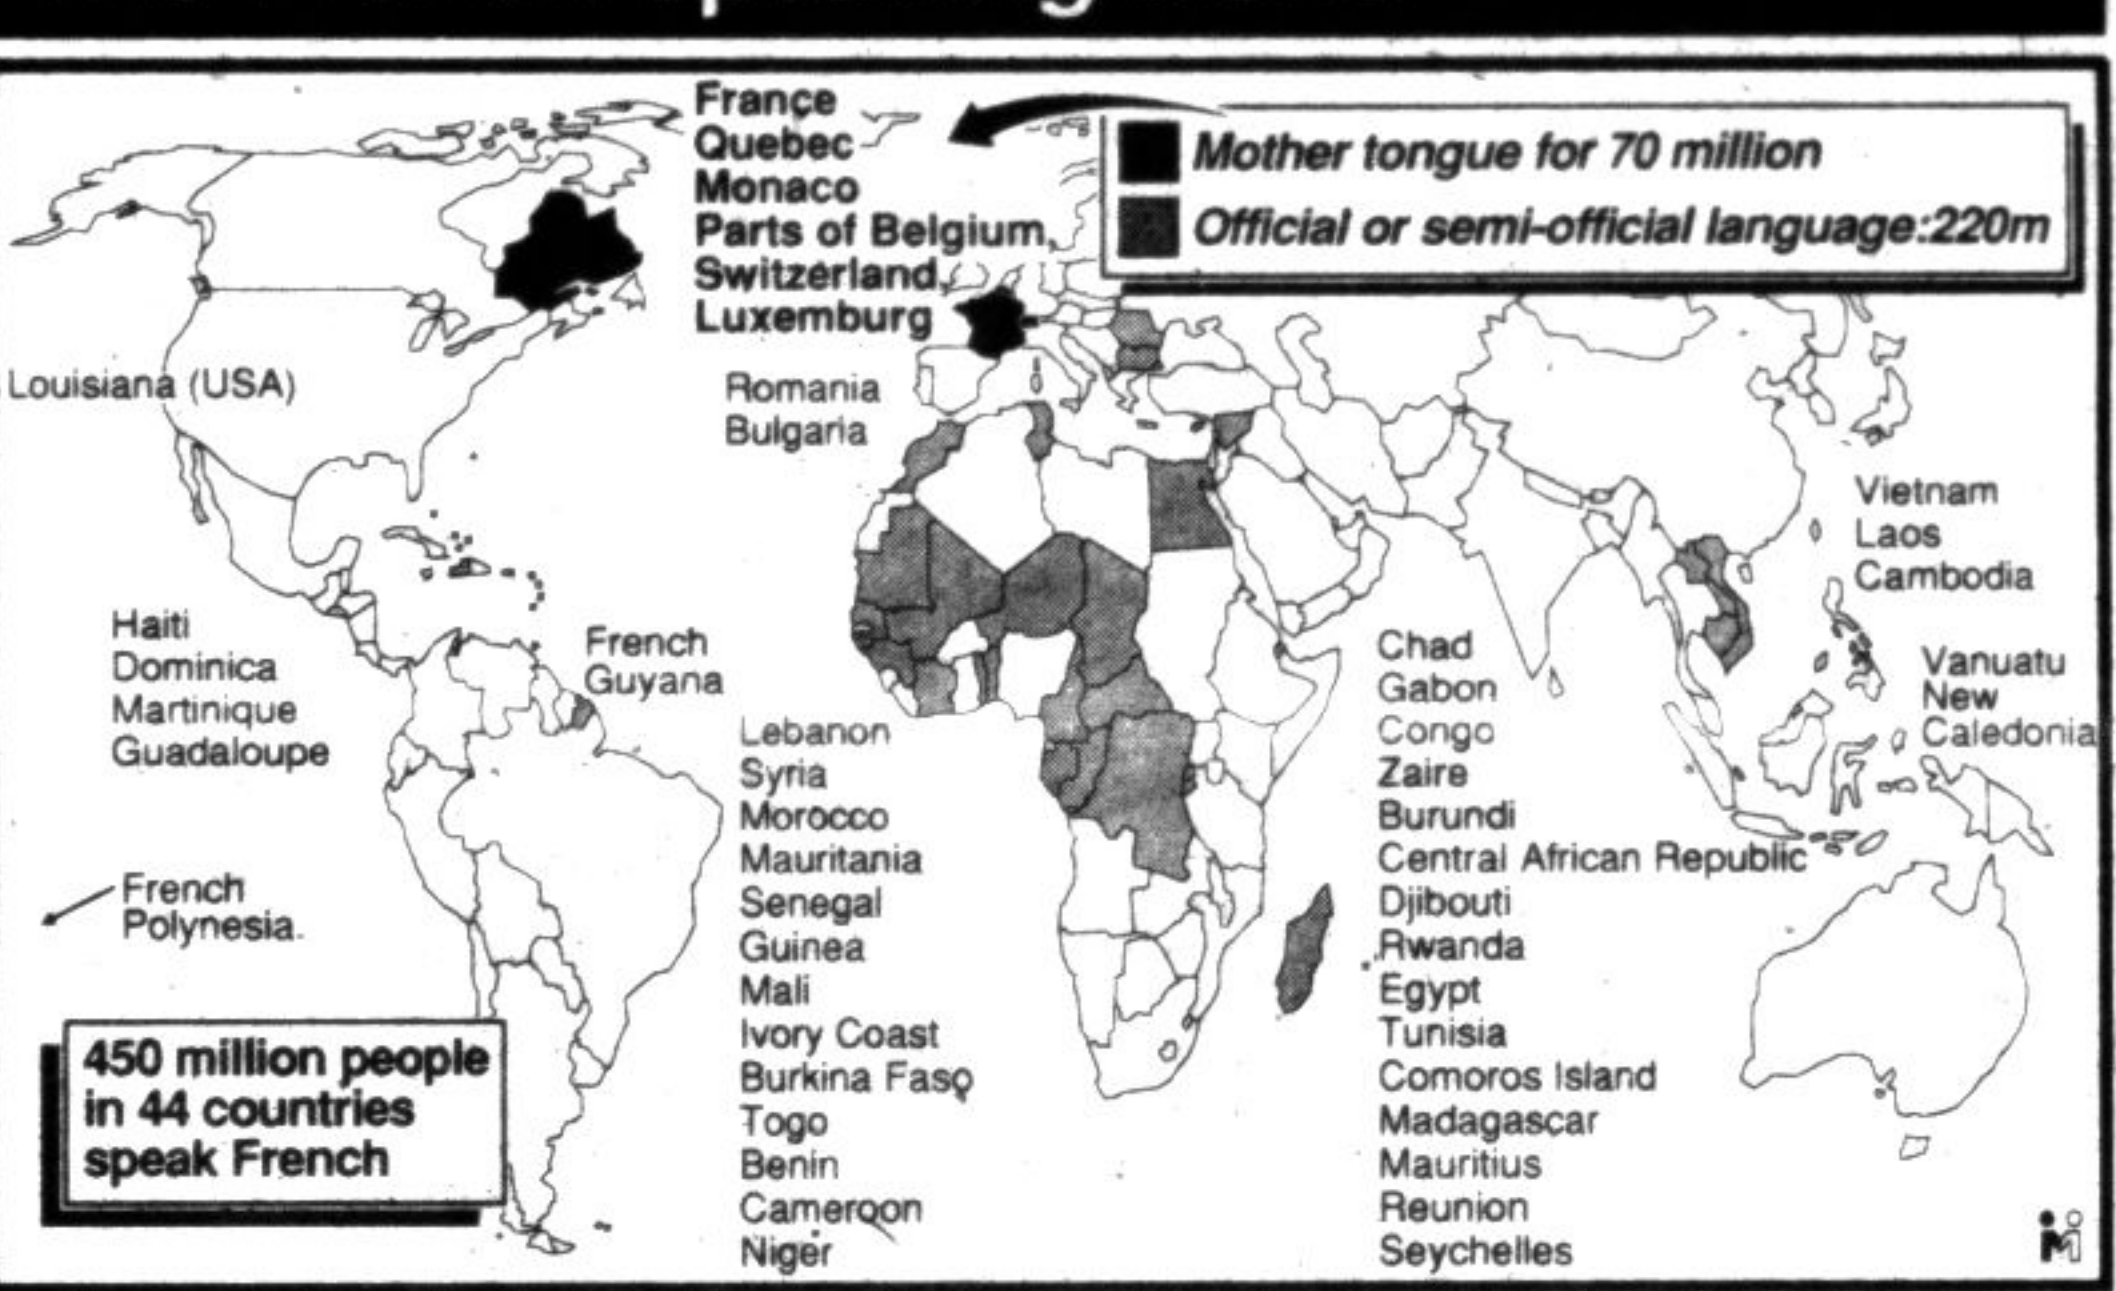 France
Quebec
Monaco
Parts of Belgium,
Switzerland,
Luxemburg
Mother tongue for 70 million
Official or semi-official language:220m
Louisiana (USA)
Romania
Bulgaria
Vietnam
Laos
Cambodia
Haiti
Dominica
Martinique
Guadaloupe
French
Guyana
Vanuatu
New
Caledonia
Lebanon
Syria
Morocco
Mauritania
Senegal
Guinea
Mali
Ivory Coast
Burkina Faso
Togo
Benin
Cameroon
Niger
Chad
Gabon
Congo
Zaire
Burundi
Central African Republic
Djibouti
Rwanda
Egypt
Tunisia
Comoros Island
Madagascar
Mauritius
Reunion
Seychelles
French
Polynesia
450 million people
in 44 countries
speak French